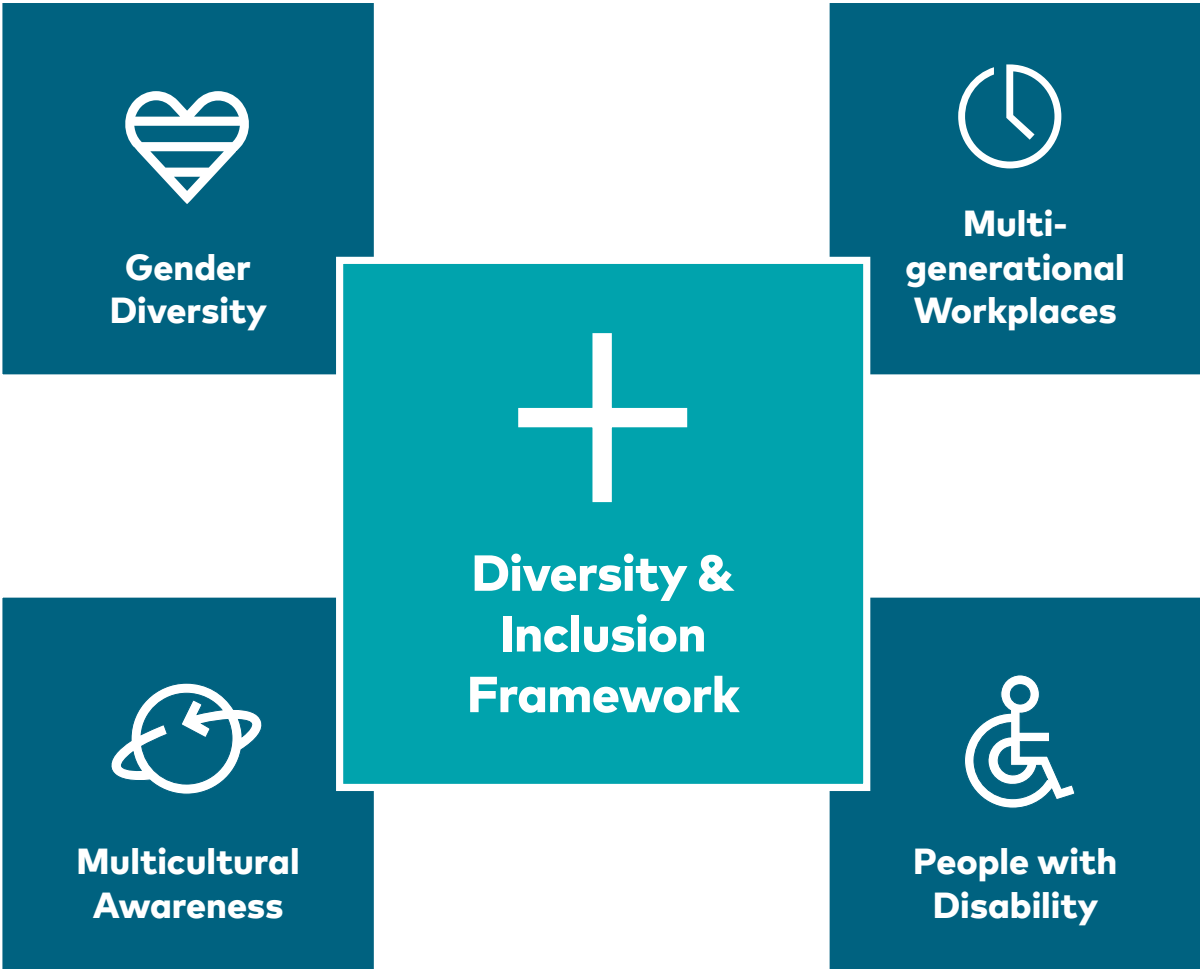 Gender
Diversity
Multi-
generational
Workplaces
Diversity &
Inclusion
Framework
Multicultural
Awareness
People with
Disability